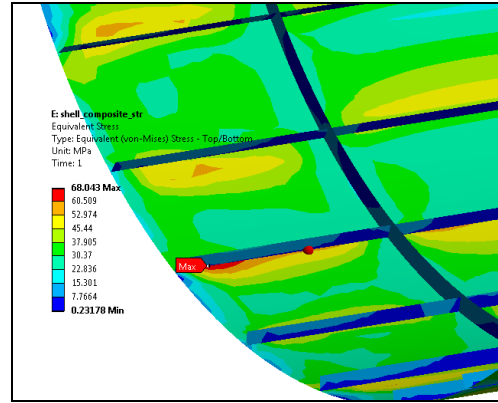 E: shell_composite_str
Equivalent Stress
Type: Equivalent (von-Mises) Stress - Top/Bottom
Unit: MPa
Time: 1
68.043 Max
60.509
52.974
45.44
37.905
30.37
22.836
15.301
7.7664
0.23178 Min
Max